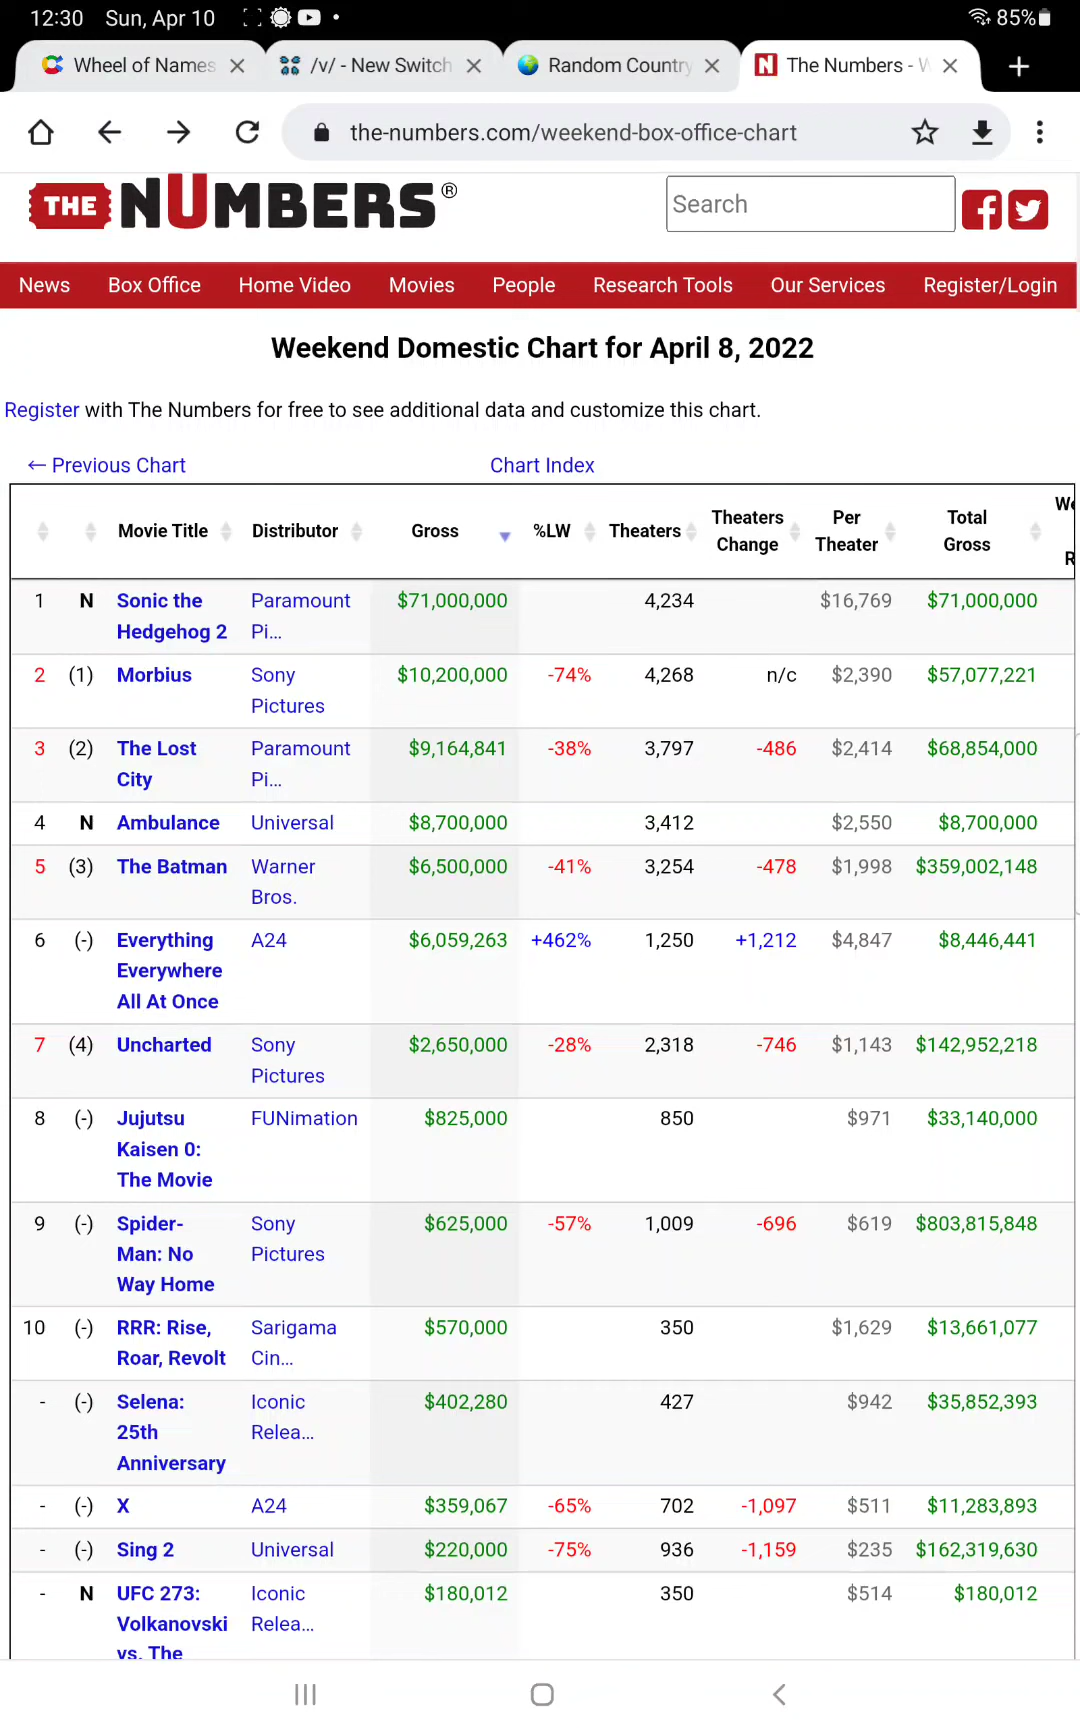 12:30 Sun, Apr 10 85%
Wheel of Names /v/ - New Switch Random Country The Numbers - W
the-numbers.com/weekend-box-office-chart
THE NUMBERS®
Search
News Box Office Home Video Movies People Research Tools Our Services Register/Login
Weekend Domestic Chart for April 8, 2022
Register with The Numbers for free to see additional data and customize this chart.
← Previous Chart Chart Index
Movie Title Distributor Gross %LW Theaters Theaters Change Per Theater Total Gross
1 N Sonic the Hedgehog 2 Paramount Pi... $71,000,000 4,234 $16,769 $71,000,000
2 (1) Morbius Sony Pictures $10,200,000 -74% 4,268 n/c $2,390 $57,077,221
3 (2) The Lost City Paramount Pi... $9,164,841 -38% 3,797 -486 $2,414 $68,854,000
4 N Ambulance Universal $8,700,000 3,412 $2,550 $8,700,000
5 (3) The Batman Warner Bros. $6,500,000 -41% 3,254 -478 $1,998 $359,002,148
6 (-) Everything Everywhere All At Once A24 $6,059,263 +462% 1,250 +1,212 $4,847 $8,446,441
7 (4) Uncharted Sony Pictures $2,650,000 -28% 2,318 -746 $1,143 $142,952,218
8 (-) Jujutsu Kaisen 0: The Movie FUNimation $825,000 850 $971 $33,140,000
9 (-) Spider-Man: No Way Home Sony Pictures $625,000 -57% 1,009 -696 $619 $803,815,848
10 (-) RRR: Rise, Roar, Revolt Sarigama Cin... $570,000 350 $1,629 $13,661,077
- (-) Selena: 25th Anniversary Iconic Relea... $402,280 427 $942 $35,852,393
- (-) X A24 $359,067 -65% 702 -1,097 $511 $11,283,893
- (-) Sing 2 Universal $220,000 -75% 936 -1,159 $235 $162,319,630
- N UFC 273: Volkanovski vs. The Iconic Relea... $180,012 350 $514 $180,012